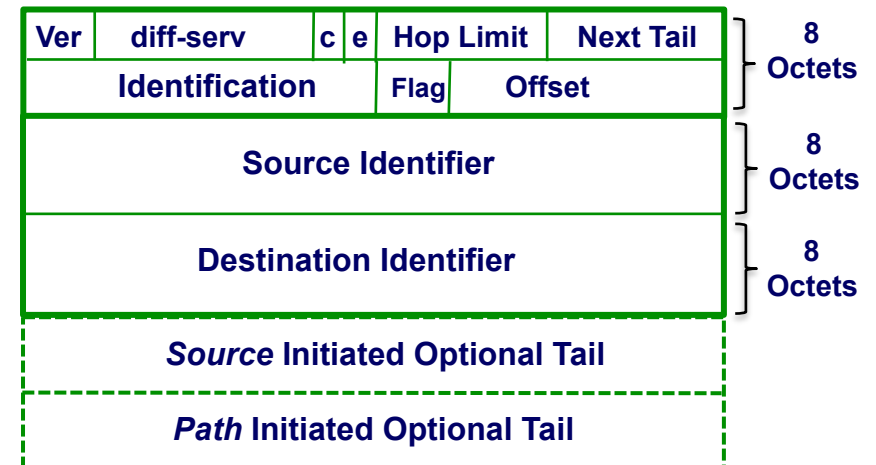 Ver diff-serv c e Hop Limit Next Tail
8
Octets
Identification Flag Offset
Source Identifier
8
Octets
Destination Identifier
8
Octets
Source Initiated Optional Tail
Path Initiated Optional Tail